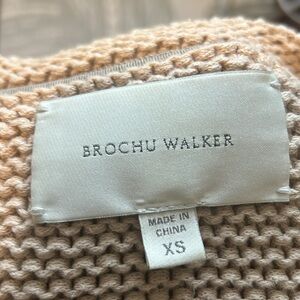 BROCHU WALKER
MADE IN
CHINA
XS